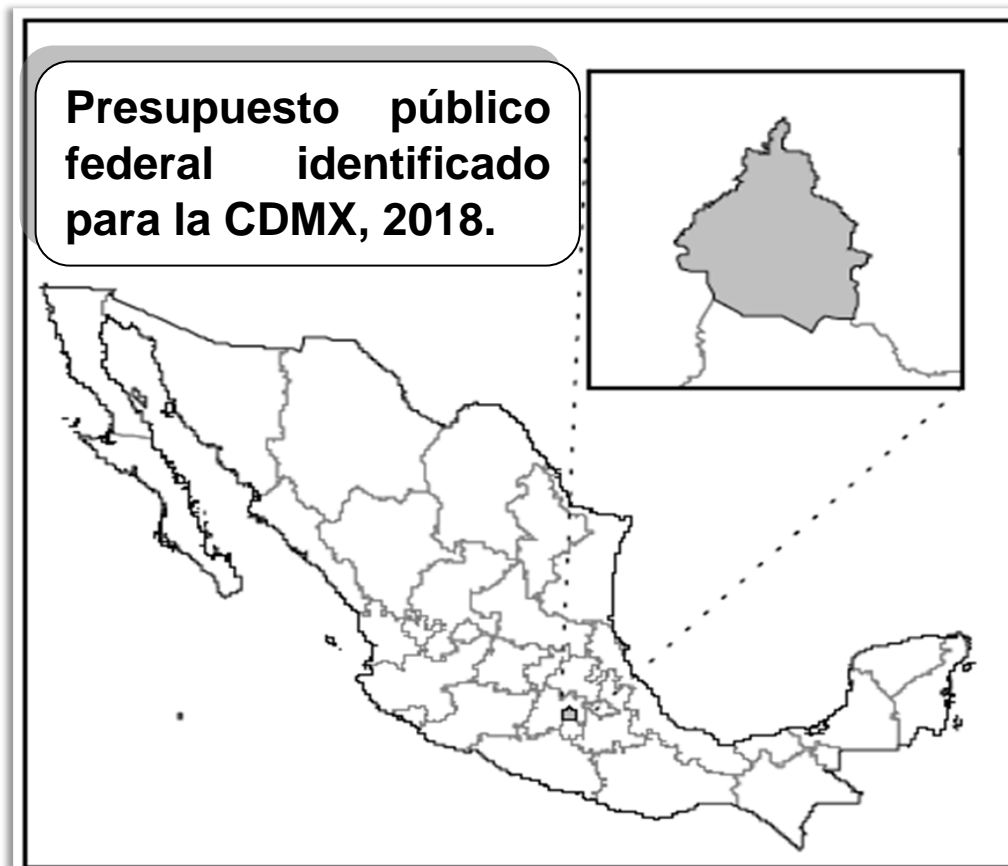 Presupuesto público
federal identificado
para la CDMX, 2018.